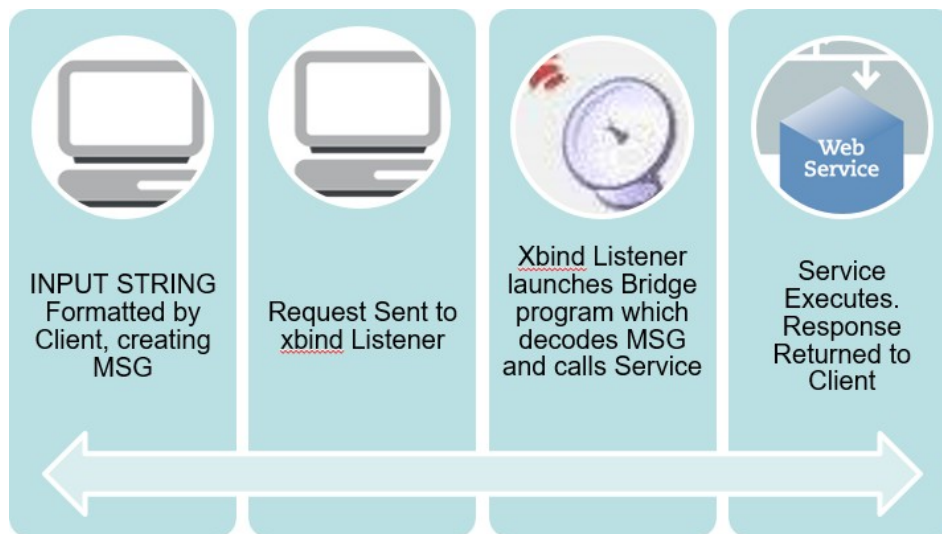 INPUT STRING
Formatted by
Client, creating
MSG
Request Sent to
xbind Listener
Xbind Listener
launches Bridge
program which
decodes MSG
and calls Service
Web
Service
Service
Executes.
Response
Returned to
Client